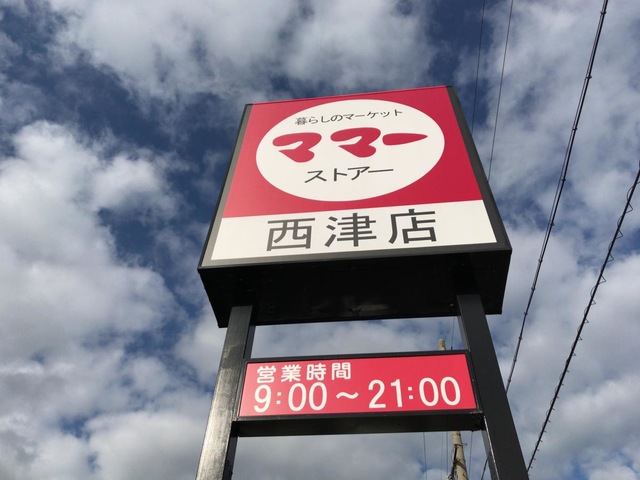 暮らしのマーケット
ママー
ストアー
西津店
営業時間
9:00～21:00